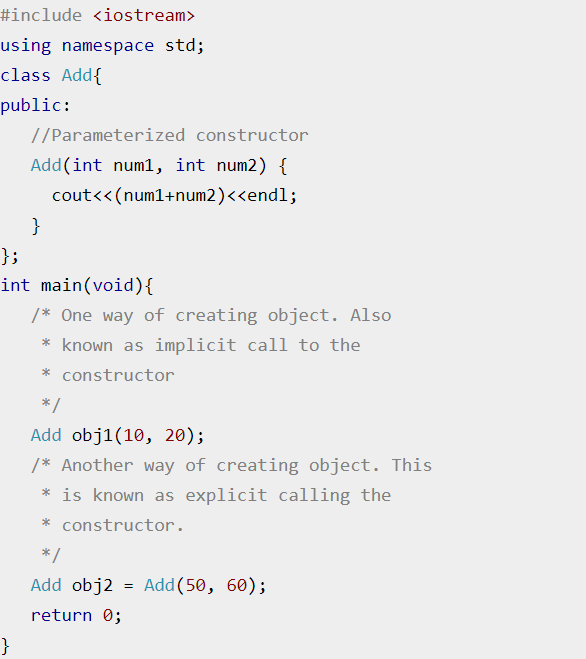 #include <iostream>
using namespace std;
class Add{
public:
   //Parameterized constructor
   Add(int num1, int num2) {
     cout<<(num1+num2)<<endl;
   }
};
int main(void){
   /* One way of creating object. Also
    * known as implicit call to the
    * constructor
    */
   Add obj1(10, 20);
   /* Another way of creating object. This
    * is known as explicit calling the
    * constructor.
    */
   Add obj2 = Add(50, 60);
   return 0;
}